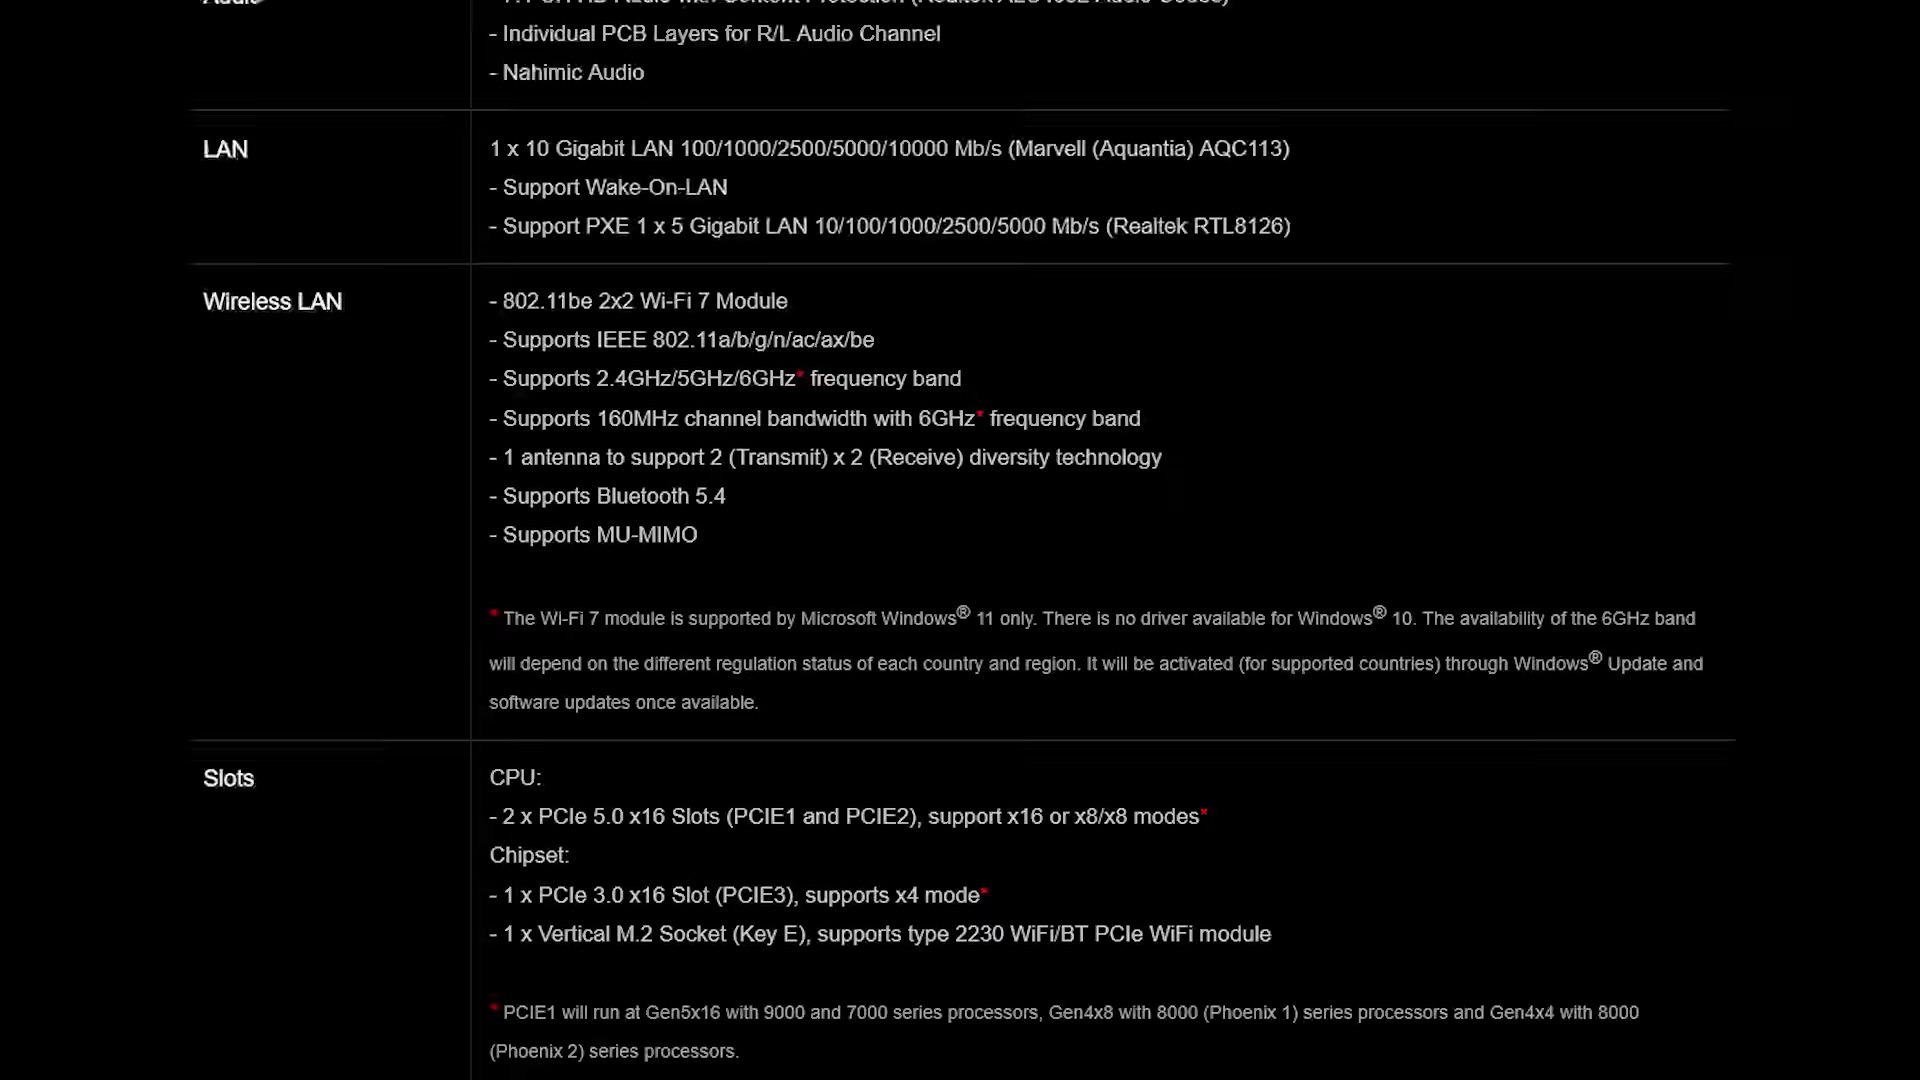 - Individual PCB Layers for R/L Audio Channel
- Nahimic Audio
LAN
1 x 10 Gigabit LAN 100/1000/2500/5000/10000 Mb/s (Marvell (Aquantia) AQC113)
- Support Wake-On-LAN
- Support PXE 1 x 5 Gigabit LAN 10/100/1000/2500/5000 Mb/s (Realtek RTL8126)
Wireless LAN
- 802.11be 2x2 Wi-Fi 7 Module
- Supports IEEE 802.11a/b/g/n/ac/ax/be
- Supports 2.4GHz/5GHz/6GHz* frequency band
- Supports 160MHz channel bandwidth with 6GHz* frequency band
- 1 antenna to support 2 (Transmit) x 2 (Receive) diversity technology
- Supports Bluetooth 5.4
- Supports MU-MIMO
* The Wi-Fi 7 module is supported by Microsoft Windows® 11 only. There is no driver available for Windows® 10. The availability of the 6GHz band
will depend on the different regulation status of each country and region. It will be activated (for supported countries) through Windows® Update and
software updates once available.
Slots
CPU:
- 2 x PCIe 5.0 x16 Slots (PCIE1 and PCIE2), support x16 or x8/x8 modes*
Chipset:
- 1 x PCIe 3.0 x16 Slot (PCIE3), supports x4 mode*
- 1 x Vertical M.2 Socket (Key E), supports type 2230 WiFi/BT PCIe WiFi module
* PCIE1 will run at Gen5x16 with 9000 and 7000 series processors, Gen4x8 with 8000 (Phoenix 1) series processors and Gen4x4 with 8000
(Phoenix 2) series processors.